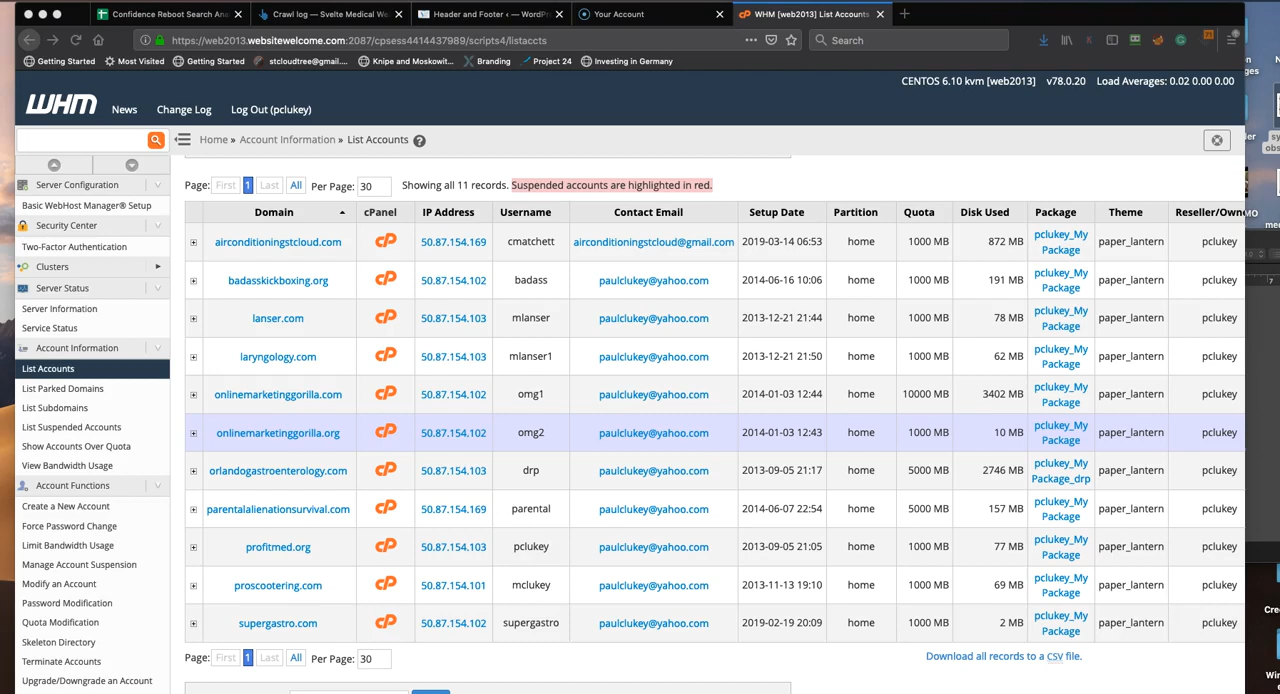 Confidence Reboot Search An
Crawl log — Svelte Medical We
Header and Footer ‹ — WordPr
Your Account
WHM [web2013] List Accounts
https://web2013.websitewelcome.com:2087/cpsess4414437989/scripts4/listaccts
Search
Getting Started Most Visited Getting Started stcloudtree@gmail.... Knipe and Moskowit... Branding Project 24 Investing in Germany
CENTOS 6.10 kvm [web2013] v78.0.20 Load Averages: 0.02 0.00 0.00
WHM News Change Log Log Out (pclukey)
Home » Account Information » List Accounts
Server Configuration
Basic WebHost Manager® Setup
Security Center
Two-Factor Authentication
Clusters
Server Status
Server Information
Service Status
Account Information
List Accounts
List Parked Domains
List Subdomains
List Suspended Accounts
Show Accounts Over Quota
View Bandwidth Usage
Account Functions
Create a New Account
Force Password Change
Limit Bandwidth Usage
Manage Account Suspension
Modify an Account
Password Modification
Quota Modification
Skeleton Directory
Terminate Accounts
Upgrade/Downgrade an Account
Page: First 1 Last All Per Page: 30 Showing all 11 records. Suspended accounts are highlighted in red.
Domain cPanel IP Address Username Contact Email Setup Date Partition Quota Disk Used Package Theme Reseller/Owne
airconditioningstcloud.com cP 50.87.154.169 cmatchett airconditioningstcloud@gmail.com 2019-03-14 06:53 home 1000 MB 872 MB pclukey_My Package paper_lantern pclukey
badasskickboxing.org cP 50.87.154.102 badass paulclukey@yahoo.com 2014-06-16 10:06 home 1000 MB 191 MB pclukey_My Package paper_lantern pclukey
lanser.com cP 50.87.154.103 mlanser paulclukey@yahoo.com 2013-12-21 21:44 home 1000 MB 78 MB pclukey_My Package paper_lantern pclukey
laryngology.com cP 50.87.154.103 mlanser1 paulclukey@yahoo.com 2013-12-21 21:50 home 1000 MB 62 MB pclukey_My Package paper_lantern pclukey
onlinemarketinggorilla.com cP 50.87.154.102 omg1 paulclukey@yahoo.com 2014-01-03 12:44 home 10000 MB 3402 MB pclukey_My Package paper_lantern pclukey
onlinemarketinggorilla.org cP 50.87.154.102 omg2 paulclukey@yahoo.com 2014-01-03 12:43 home 1000 MB 10 MB pclukey_My Package paper_lantern pclukey
orlandogastroenterology.com cP 50.87.154.103 drp paulclukey@yahoo.com 2013-09-05 21:17 home 5000 MB 2746 MB pclukey_My Package_drp paper_lantern pclukey
parentalalienationsurvival.com cP 50.87.154.169 parental paulclukey@yahoo.com 2014-06-07 22:54 home 5000 MB 157 MB pclukey_My Package paper_lantern pclukey
profitmed.org cP 50.87.154.103 pclukey paulclukey@yahoo.com 2013-09-05 21:05 home 1000 MB 77 MB pclukey_My Package paper_lantern pclukey
proscootering.com cP 50.87.154.101 mclukey paulclukey@yahoo.com 2013-11-13 19:10 home 1000 MB 69 MB pclukey_My Package paper_lantern pclukey
supergastro.com cP 50.87.154.102 supergastro paulclukey@yahoo.com 2019-02-19 20:09 home 1000 MB 2 MB pclukey_My Package paper_lantern pclukey
Page: First 1 Last All Per Page: 30 Download all records to a CSV file.